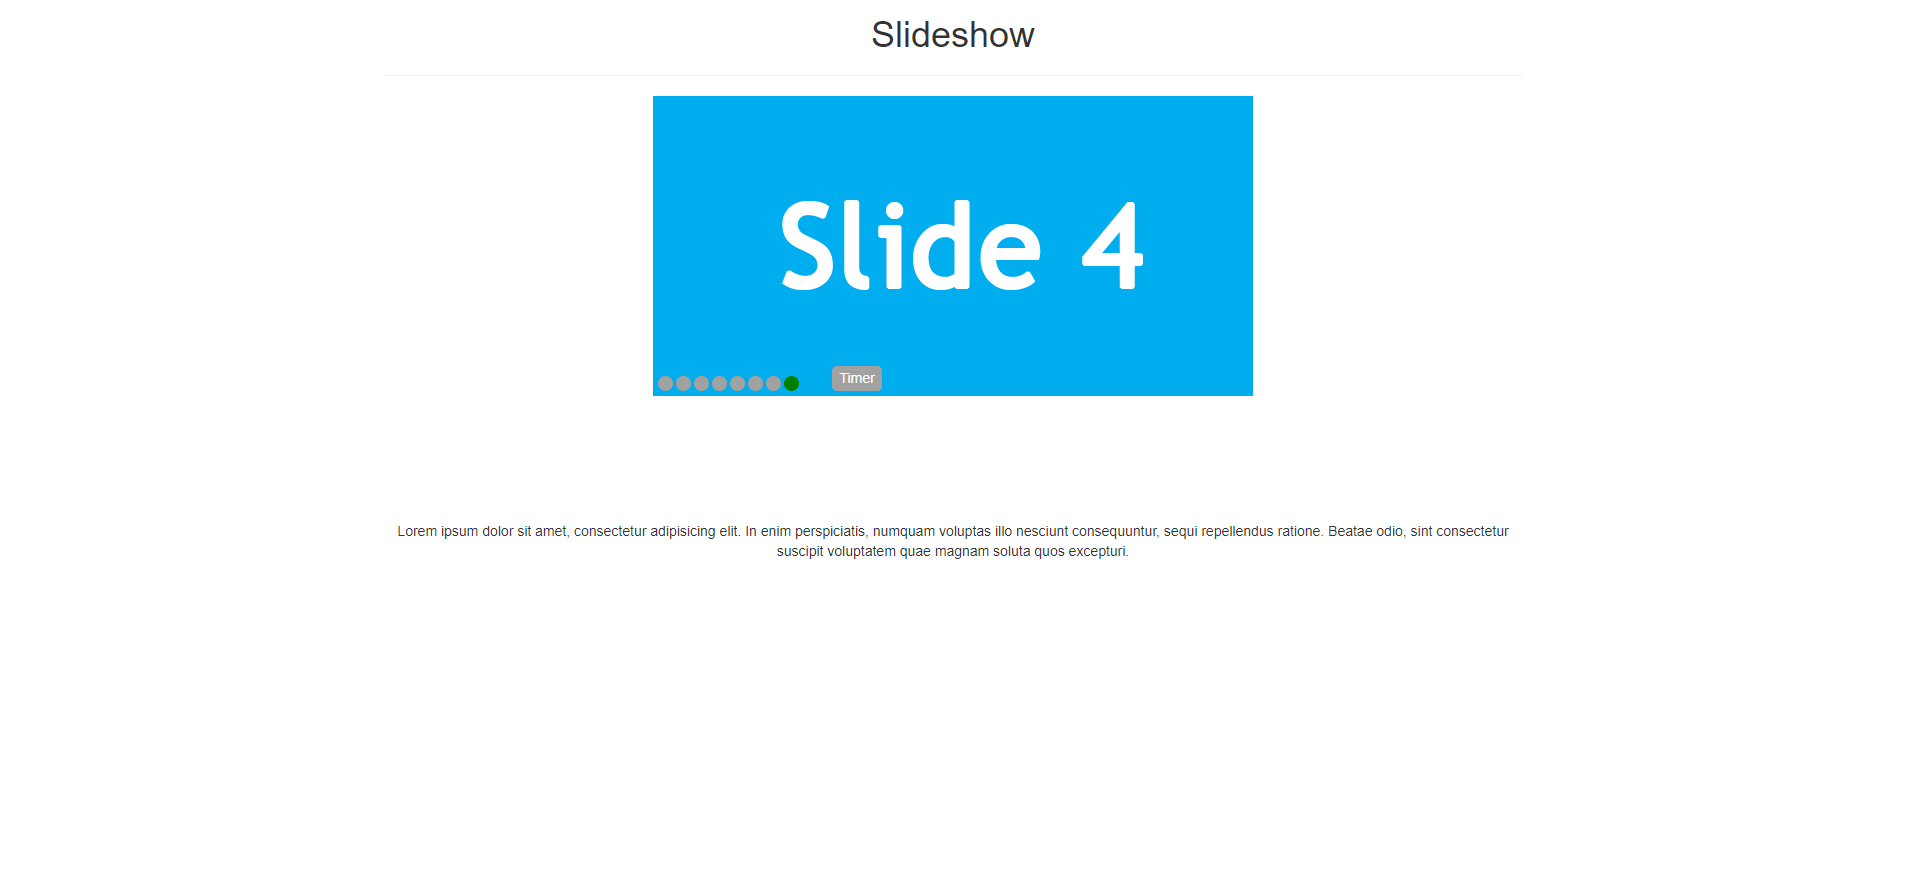 Slideshow
Slide 4
Timer
Lorem ipsum dolor sit amet, consectetur adipisicing elit. In enim perspiciatis, numquam voluptas illo nesciunt consequuntur, sequi repellendus ratione. Beatae odio, sint consectetur
suscipit voluptatem quae magnam soluta quos excepturi.